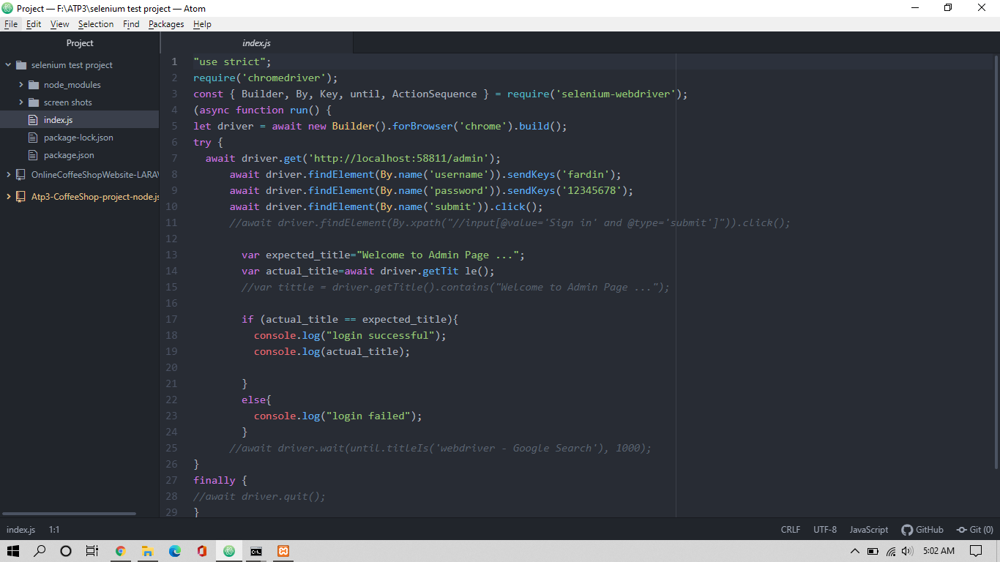 Project — F:\ATP3\selenium test project — Atom
File Edit View Selection Find Packages Help
Project
index.js
selenium test project
node_modules
screen shots
index.js
package-lock.json
package.json
OnlineCoffeeShopWebsite-LARAV
Atp3-CoffeeShop-project-node.js
1 "use strict";
2 require('chromedriver');
3 const { Builder, By, Key, until, ActionSequence } = require('selenium-webdriver');
4 (async function run() {
5 let driver = await new Builder().forBrowser('chrome').build();
6 try {
7 await driver.get('http://localhost:58811/admin');
8 await driver.findElement(By.name('username')).sendKeys('fardin');
9 await driver.findElement(By.name('password')).sendKeys('12345678');
10 await driver.findElement(By.name('submit')).click();
11 //await driver.findElement(By.xpath("//input[@value='Sign in' and @type='submit']")).click();
12
13 var expected_title="Welcome to Admin Page ...";
14 var actual_title=await driver.getTit le();
15 //var tittle = driver.getTitle().contains("Welcome to Admin Page ...");
16
17 if (actual_title == expected_title){
18 console.log("login successful");
19 console.log(actual_title);
20
21 }
22 else{
23 console.log("login failed");
24 }
25 //await driver.wait(until.titleIs('webdriver - Google Search'), 1000);
26 }
27 finally {
28 //await driver.quit();
29 }
index.js 1:1 CRLF UTF-8 JavaScript GitHub Git (0)
5:02 AM